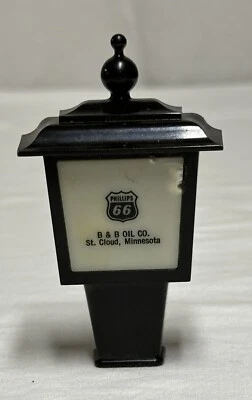 PHILLIPS
66
B & B OIL CO.
St. Cloud, Minnesota